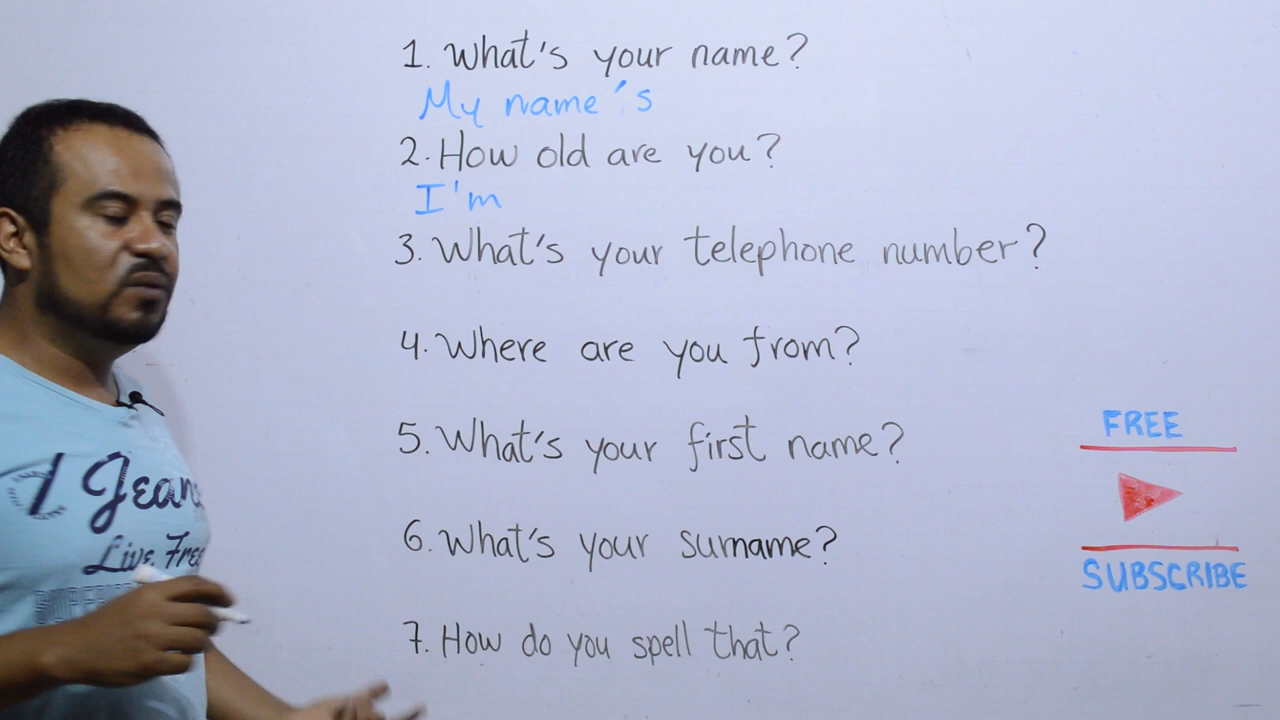 1. What's your name?
My name's
2. How old are you?
I'm
3. What's your telephone number?
4. Where are you from?
5. What's your first name?
6. What's your surname?
7. How do you spell that?
FREE
SUBSCRIBE
Jeans
Live Free